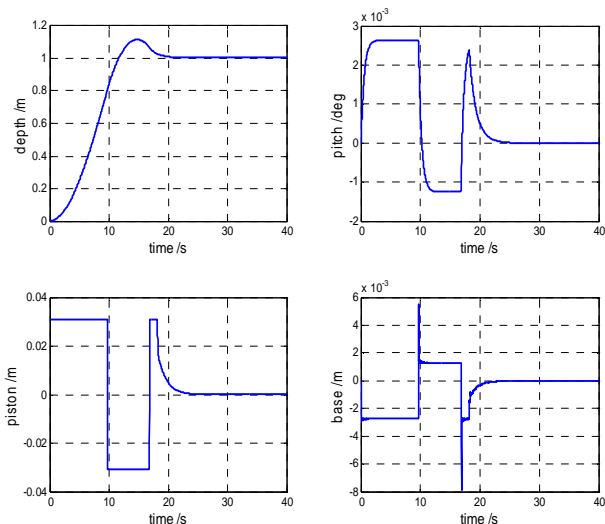 1.2
1
0.8
0.6
0.4
0.2
0
depth /m
0 10 20 30 40
time /s
x 10⁻³
3
2
1
0
-1
-2
pitch /deg
0 10 20 30 40
time /s
0.04
0.02
0
-0.02
-0.04
piston /m
0 10 20 30 40
time /s
x 10⁻³
6
4
2
0
-2
-4
-6
-8
base /m
0 10 20 30 40
time /s